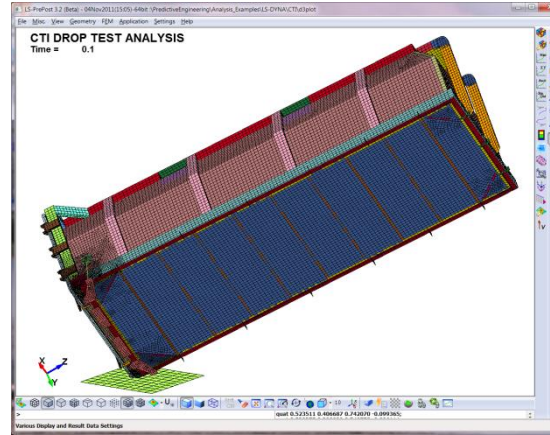 LS-PrePost 3.2 (Beta) - 04Nov2011(15:05)-64bit :\PredictiveEngineering\Analysis_Examples\LS-DYNA\CTI\d3plot
File Misc. View Geometry FEM Application Settings Help
CTI DROP TEST ANALYSIS
Time = 0.1
X Z
Y
> quat 0.523511 0.406687 0.742070 -0.099365;
Various Display and Result Data Settings